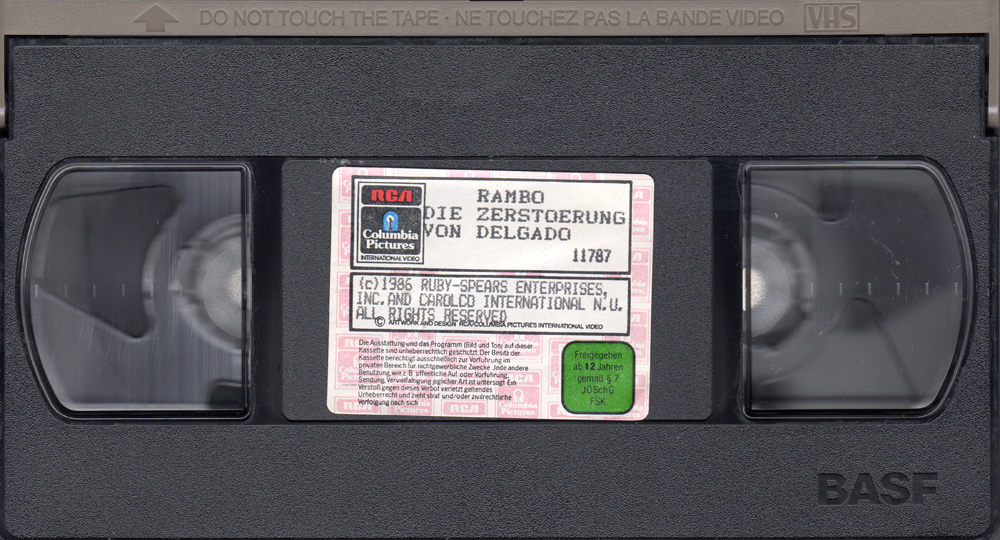 DO NOT TOUCH THE TAPE · NE TOUCHEZ PAS LA BANDE VIDEO VHS
RCA
Columbia
Pictures
INTERNATIONAL VIDEO
RAMBO
DIE ZERSTOERUNG
VON DELGADO
11787
(c)1986 RUBY-SPEARS ENTERPRISES,
INC.AND CAROLCO INTERNATIONAL N.V.
ALL RIGHTS RESERVED
© ARTWORK AND DESIGN RCA/COLUMBIA PICTURES INTERNATIONAL VIDEO
Die Ausstattung und das Programm (Bild und Ton) auf dieser
Kassette sind urheberrechtlich geschützt. Der Besitz der
Kassette berechtigt ausschließlich zur Vorführung im
privaten Bereich für nichtgewerbliche Zwecke. Jede andere
Benutzung, wie z. B. öffentliche Auf- oder Vorführung,
Sendung, Vervielfältigung jeglicher Art ist untersagt. Ein
Verstoß gegen dieses Verbot verletzt geltendes
Urheberrecht und zieht straf- und/oder zivilrechtliche
Verfolgung nach sich
Freigegeben
ab 12 Jahren
gemäß § 7
JÖSchG
FSK
BASF